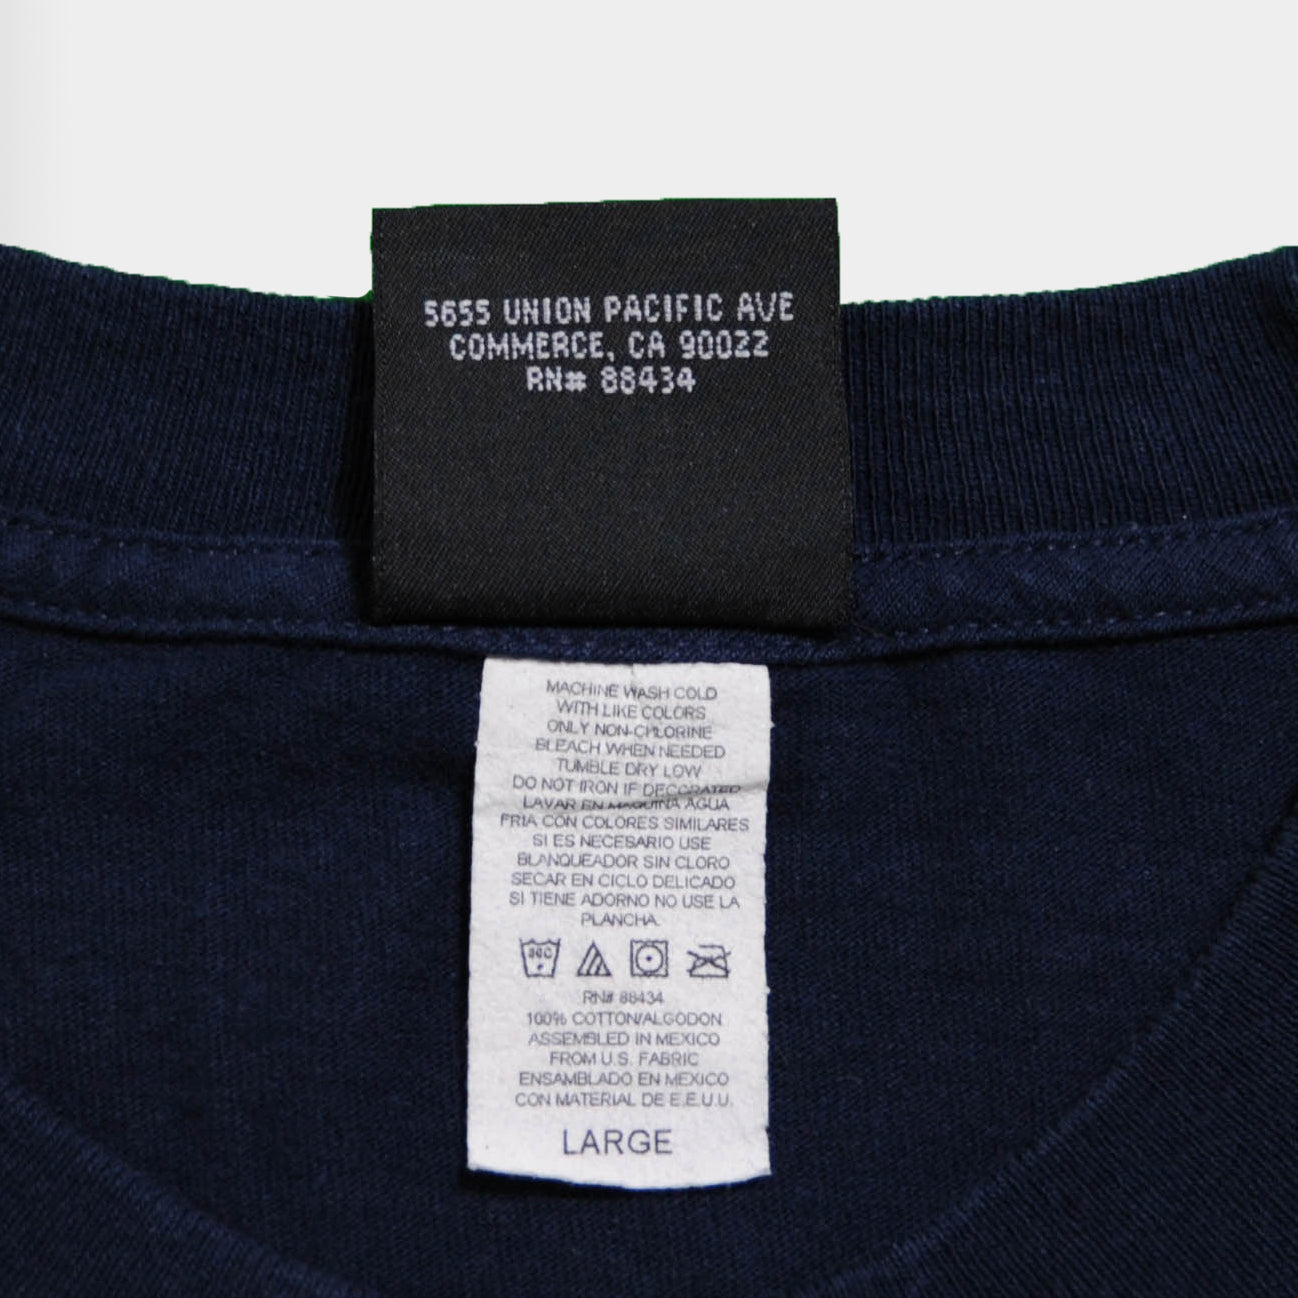 5655 UNION PACIFIC AVE
COMMERCE, CA 90022
RN# 88434
MACHINE WASH COLD
WITH LIKE COLORS
ONLY NON-CHLORINE
BLEACH WHEN NEEDED
TUMBLE DRY LOW
DO NOT IRON IF DECORATED
LAVAR EN MAQUINA AGUA
FRIA CON COLORES SIMILARES
SI ES NECESARIO USE
BLANQUEADOR SIN CLORO
SECAR EN CICLO DELICADO
SI TIENE ADORNO NO USE LA
PLANCHA.
RN# 88434
100% COTTON/ALGODON
ASSEMBLED IN MEXICO
FROM U.S. FABRIC
ENSAMBLADO EN MEXICO
CON MATERIAL DE E.E.U.U.
LARGE